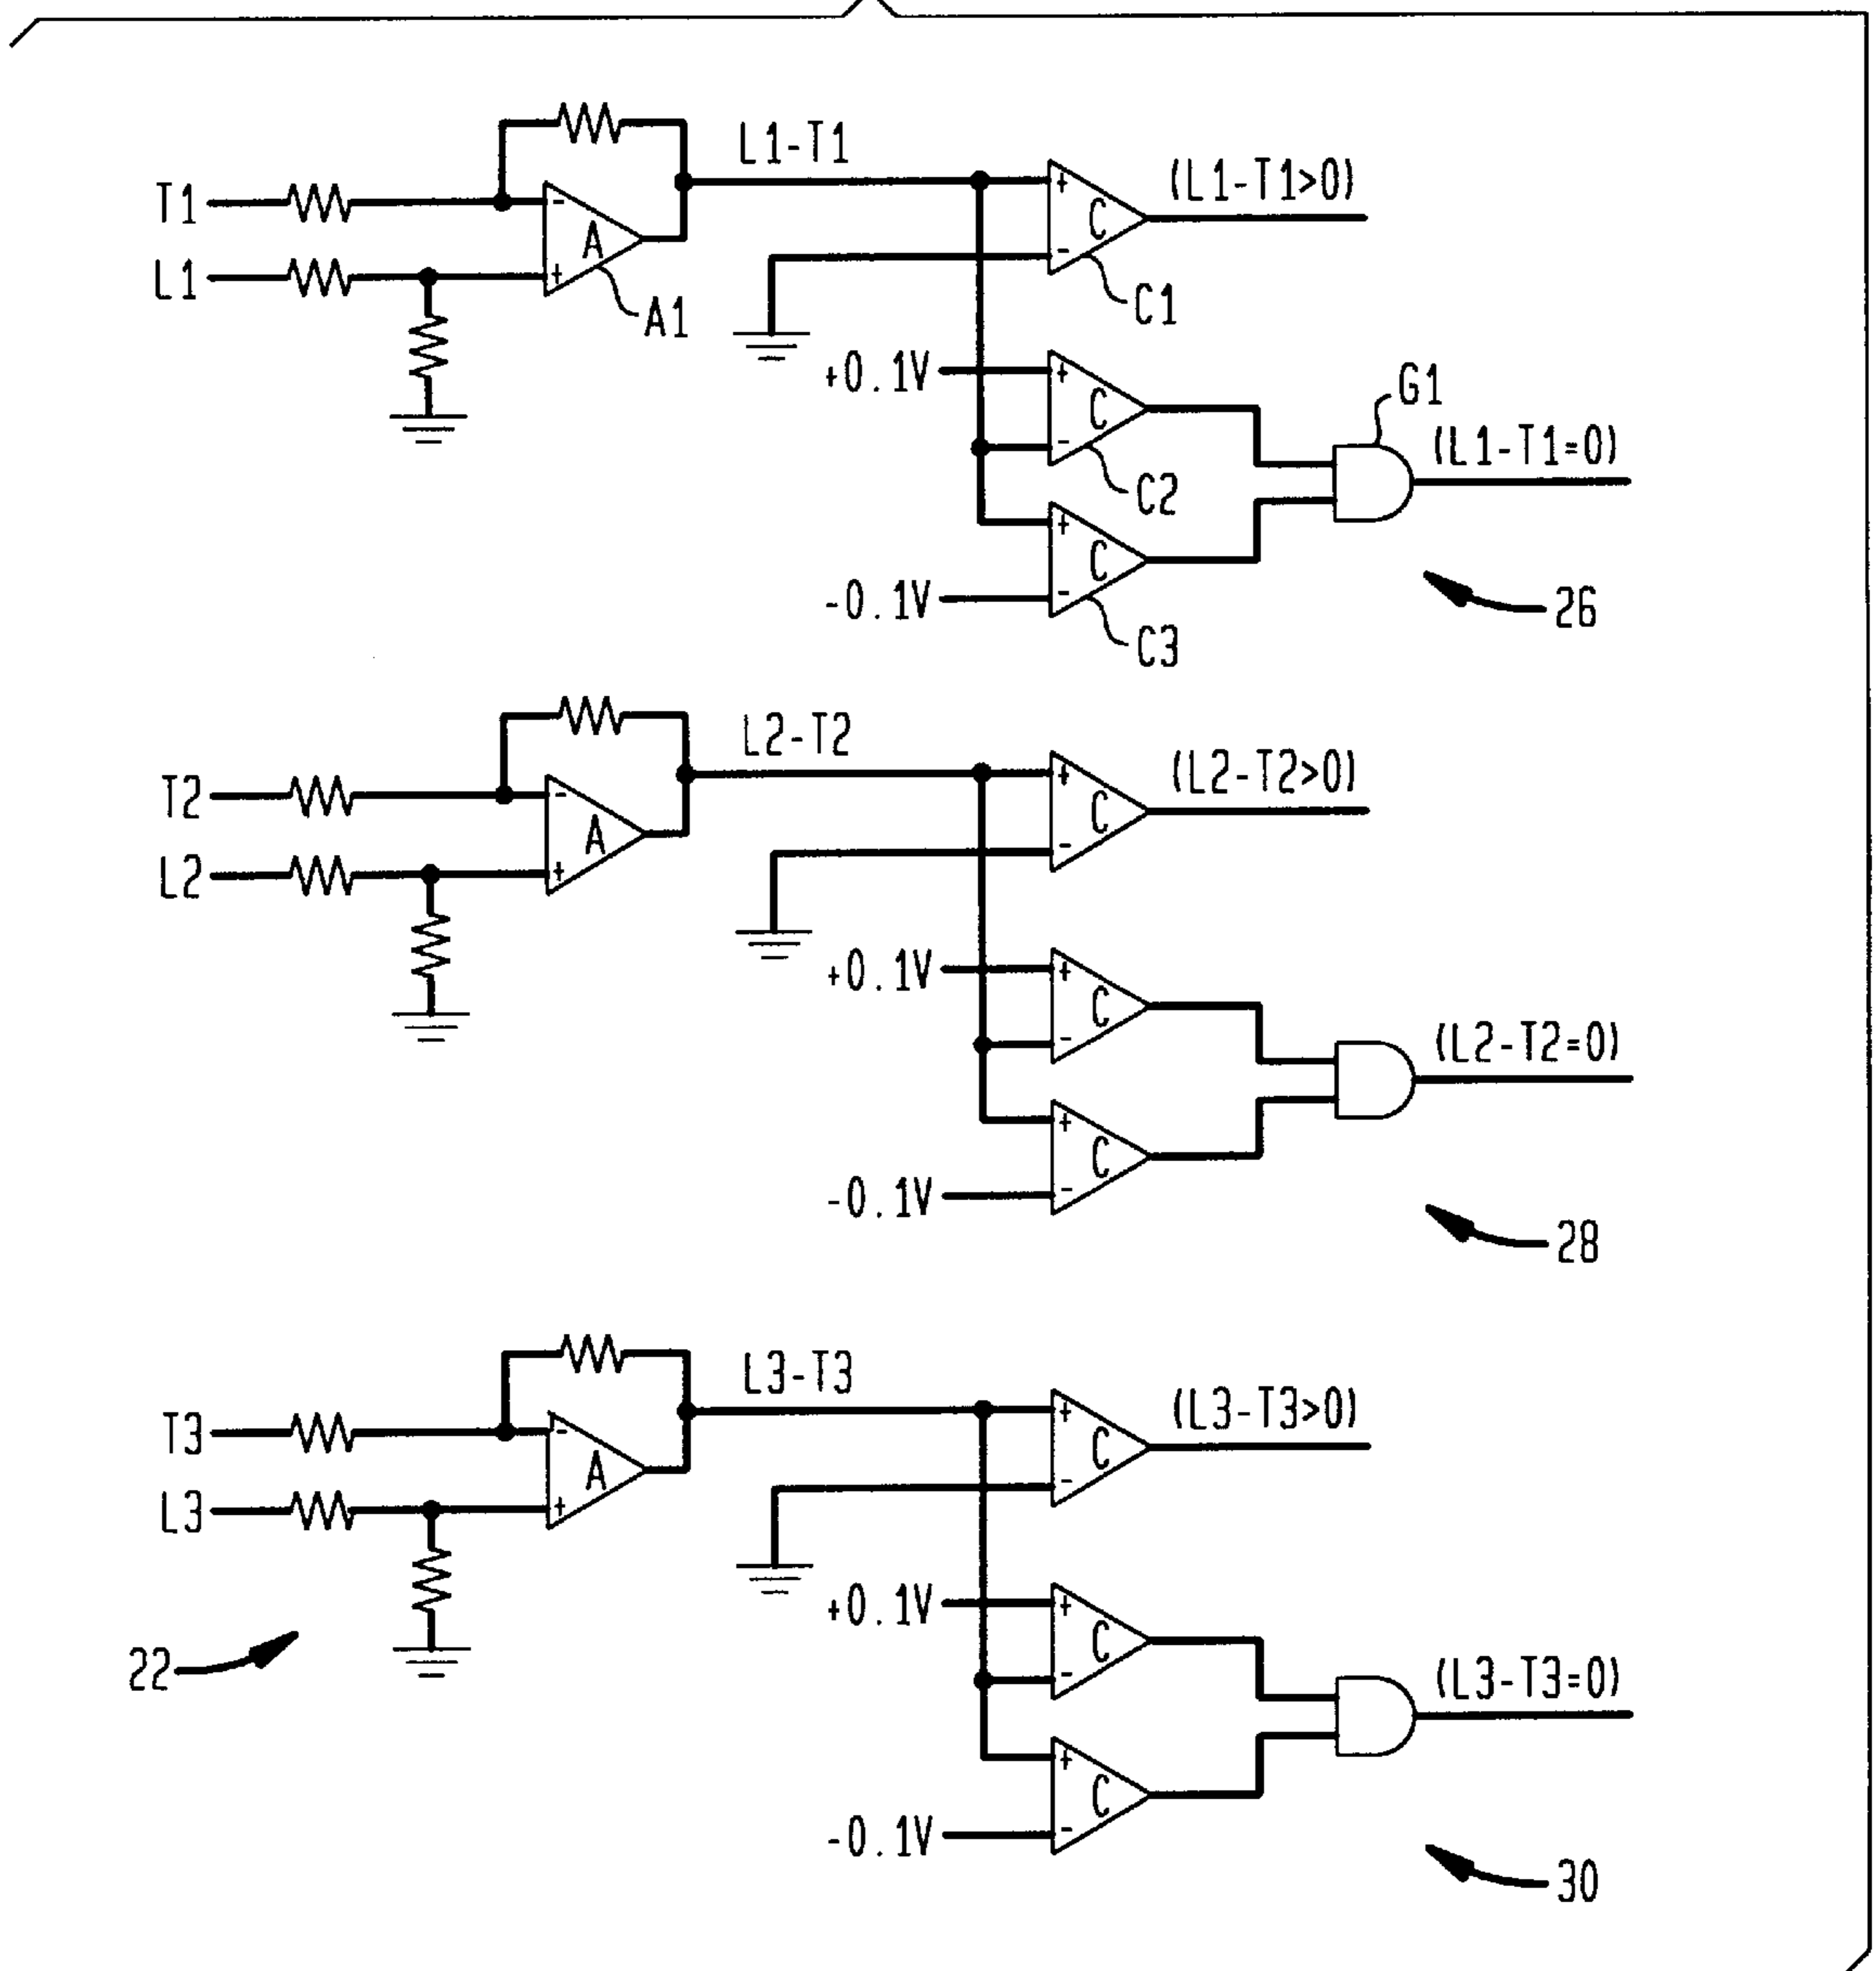 L1-T1
(L1-T1>0)
T1
-
A
+
L1
A1
+
C
-
C1
+0.1V
+
C
-
C2
G1
(L1-T1=0)
+
C
-
-0.1V
C3
26
L2-T2
(L2-T2>0)
T2
-
A
+
L2
+
C
-
+0.1V
+
C
-
(L2-T2=0)
+
C
-
-0.1V
28
L3-T3
(L3-T3>0)
T3
-
A
+
L3
+
C
-
+0.1V
+
C
-
22
(L3-T3=0)
+
C
-
-0.1V
30